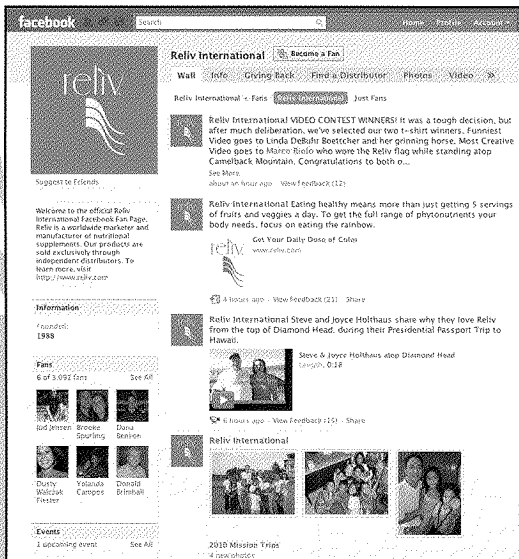 facebook
Search
Home Profile Account
Reliv International Become a Fan
Wall Info Giving Back Find a Distributor Photos Video »
Reliv International + Fans Reliv International Just Fans
reliv
Suggest to Friends
Welcome to the official Reliv
International Facebook Fan Page.
Reliv is a worldwide marketer and
manufacturer of nutritional
supplements. Our products are
sold exclusively through
independent distributors. To
learn more, visit
http://www.reliv.com
Information
Founded:
1988
Fans
6 of 3,092 fans See All
Jud Jensen Brooke Spurling Dana Benson
Dusty Walczak Fiester Yolanda Campos Donald Brimhall
Events
1 upcoming event See All
Reliv International VIDEO CONTEST WINNERS! It was a tough decision, but
after much deliberation, we've selected our two t-shirt winners. Funniest
Video goes to Linda DeBuhr Boettcher and her grinning horse. Most Creative
Video goes to Marco Riolo who wore the Reliv flag while standing atop
Camelback Mountain. Congratulations to both o...
See More
about an hour ago · View Feedback (12)
Reliv International Eating healthy means more than just getting 5 servings
of fruits and veggies a day. To get the full range of phytonutrients your
body needs, focus on eating the rainbow.
reliv
Get Your Daily Dose of Color
www.reliv.com
4 hours ago · View Feedback (21) · Share
Reliv International Steve and Joyce Holthaus share why they love Reliv
from the top of Diamond Head, during their Presidential Passport Trip to
Hawaii.
Steve & Joyce Holthaus atop Diamond Head
Length: 0:18
6 hours ago · View Feedback (16) · Share
Reliv International
2010 Mission Trips
4 new photos